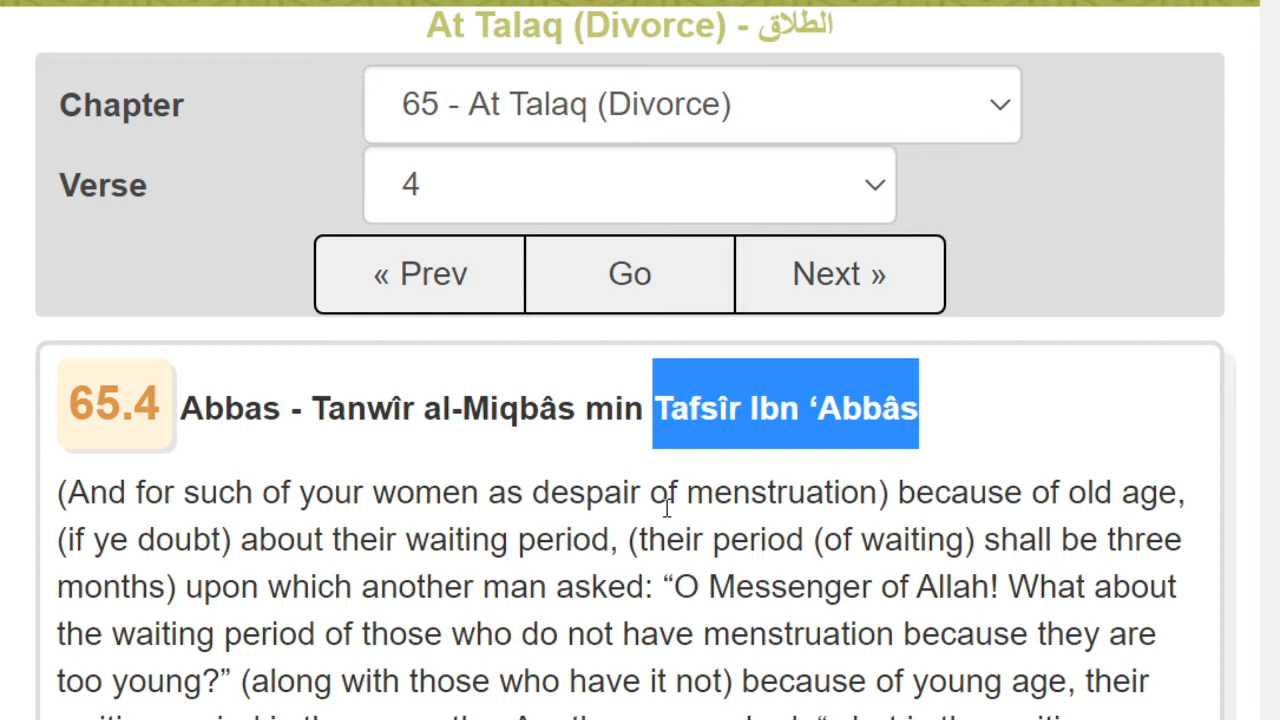 At Talaq (Divorce) - الطلاق
Chapter
65 - At Talaq (Divorce)
Verse
4
« Prev
Go
Next »
65.4 Abbas - Tanwîr al-Miqbâs min Tafsîr Ibn ‘Abbâs
(And for such of your women as despair of menstruation) because of old age,
(if ye doubt) about their waiting period, (their period (of waiting) shall be three
months) upon which another man asked: “O Messenger of Allah! What about
the waiting period of those who do not have menstruation because they are
too young?” (along with those who have it not) because of young age, their